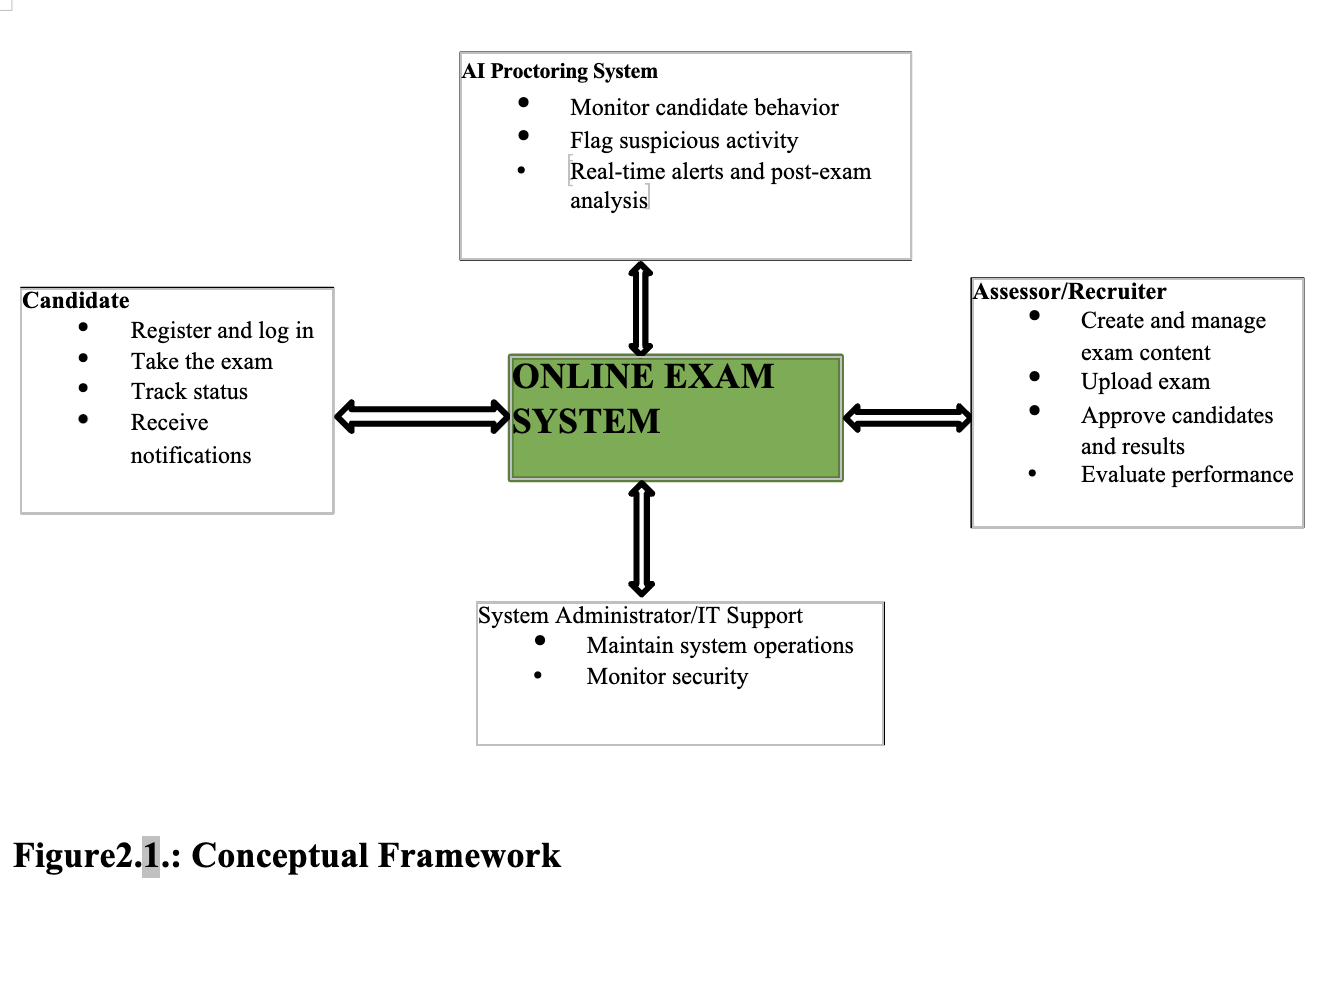 AI Proctoring System
• Monitor candidate behavior
• Flag suspicious activity
• Real-time alerts and post-exam
analysis
Candidate
• Register and log in
• Take the exam
• Track status
• Receive
notifications
ONLINE EXAM
SYSTEM
Assessor/Recruiter
• Create and manage
exam content
• Upload exam
• Approve candidates
and results
• Evaluate performance
System Administrator/IT Support
• Maintain system operations
• Monitor security
Figure2.1.: Conceptual Framework